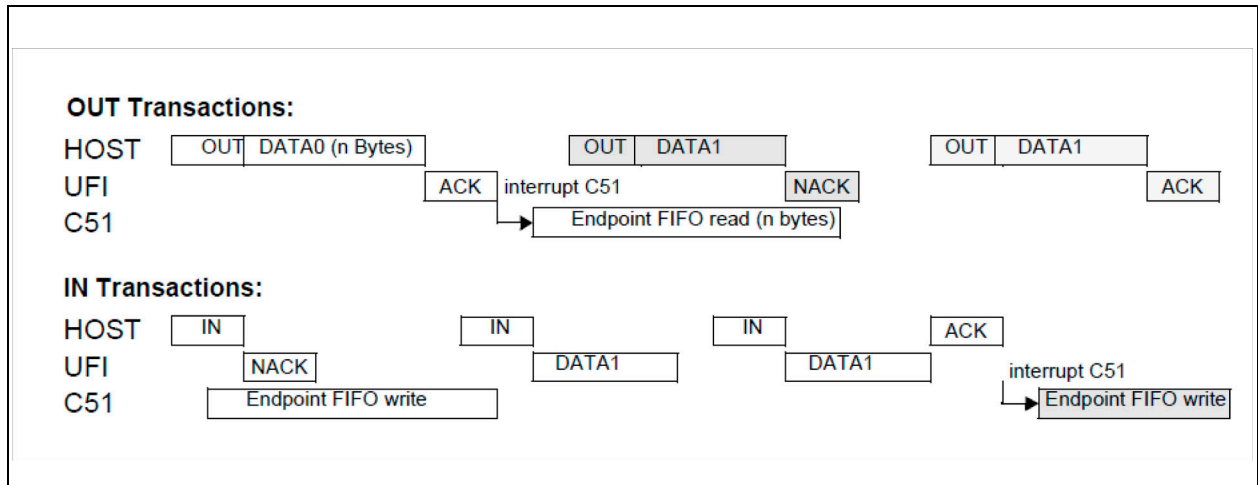 OUT Transactions:
HOST OUT DATA0 (n Bytes) OUT DATA1 OUT DATA1
UFI ACK interrupt C51 NACK ACK
C51 Endpoint FIFO read (n bytes)
IN Transactions:
HOST IN IN IN ACK
UFI NACK DATA1 DATA1 interrupt C51
C51 Endpoint FIFO write Endpoint FIFO write